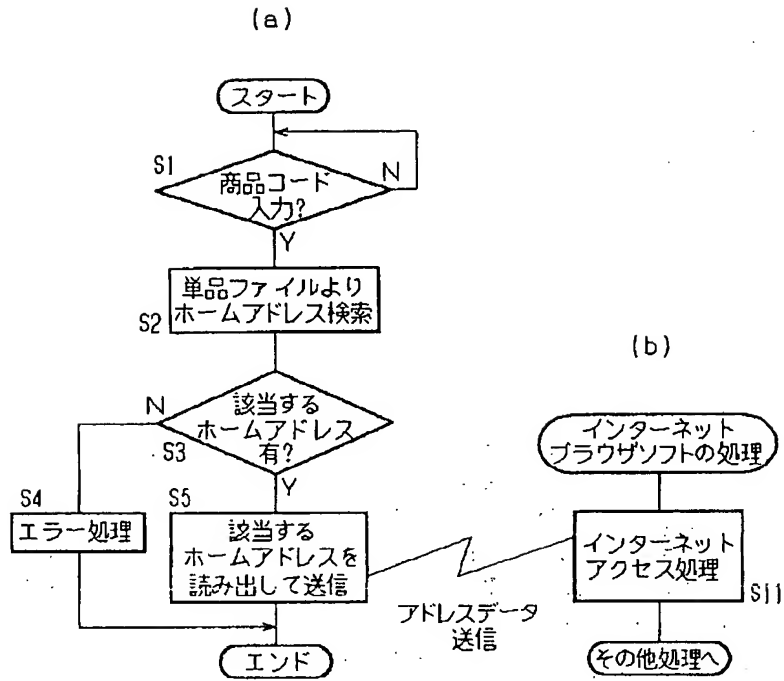 (a)
スタート
S1
商品コード
入力?
N
Y
単品ファイルより
ホームアドレス検索
S2
N
該当する
ホームアドレス
有?
S3
Y
S4
エラー処理
S5
該当する
ホームアドレスを
読み出して送信
エンド
アドレスデータ
送信
(b)
インターネット
ブラウザソフトの処理
インターネット
アクセス処理
S11
その他処理へ